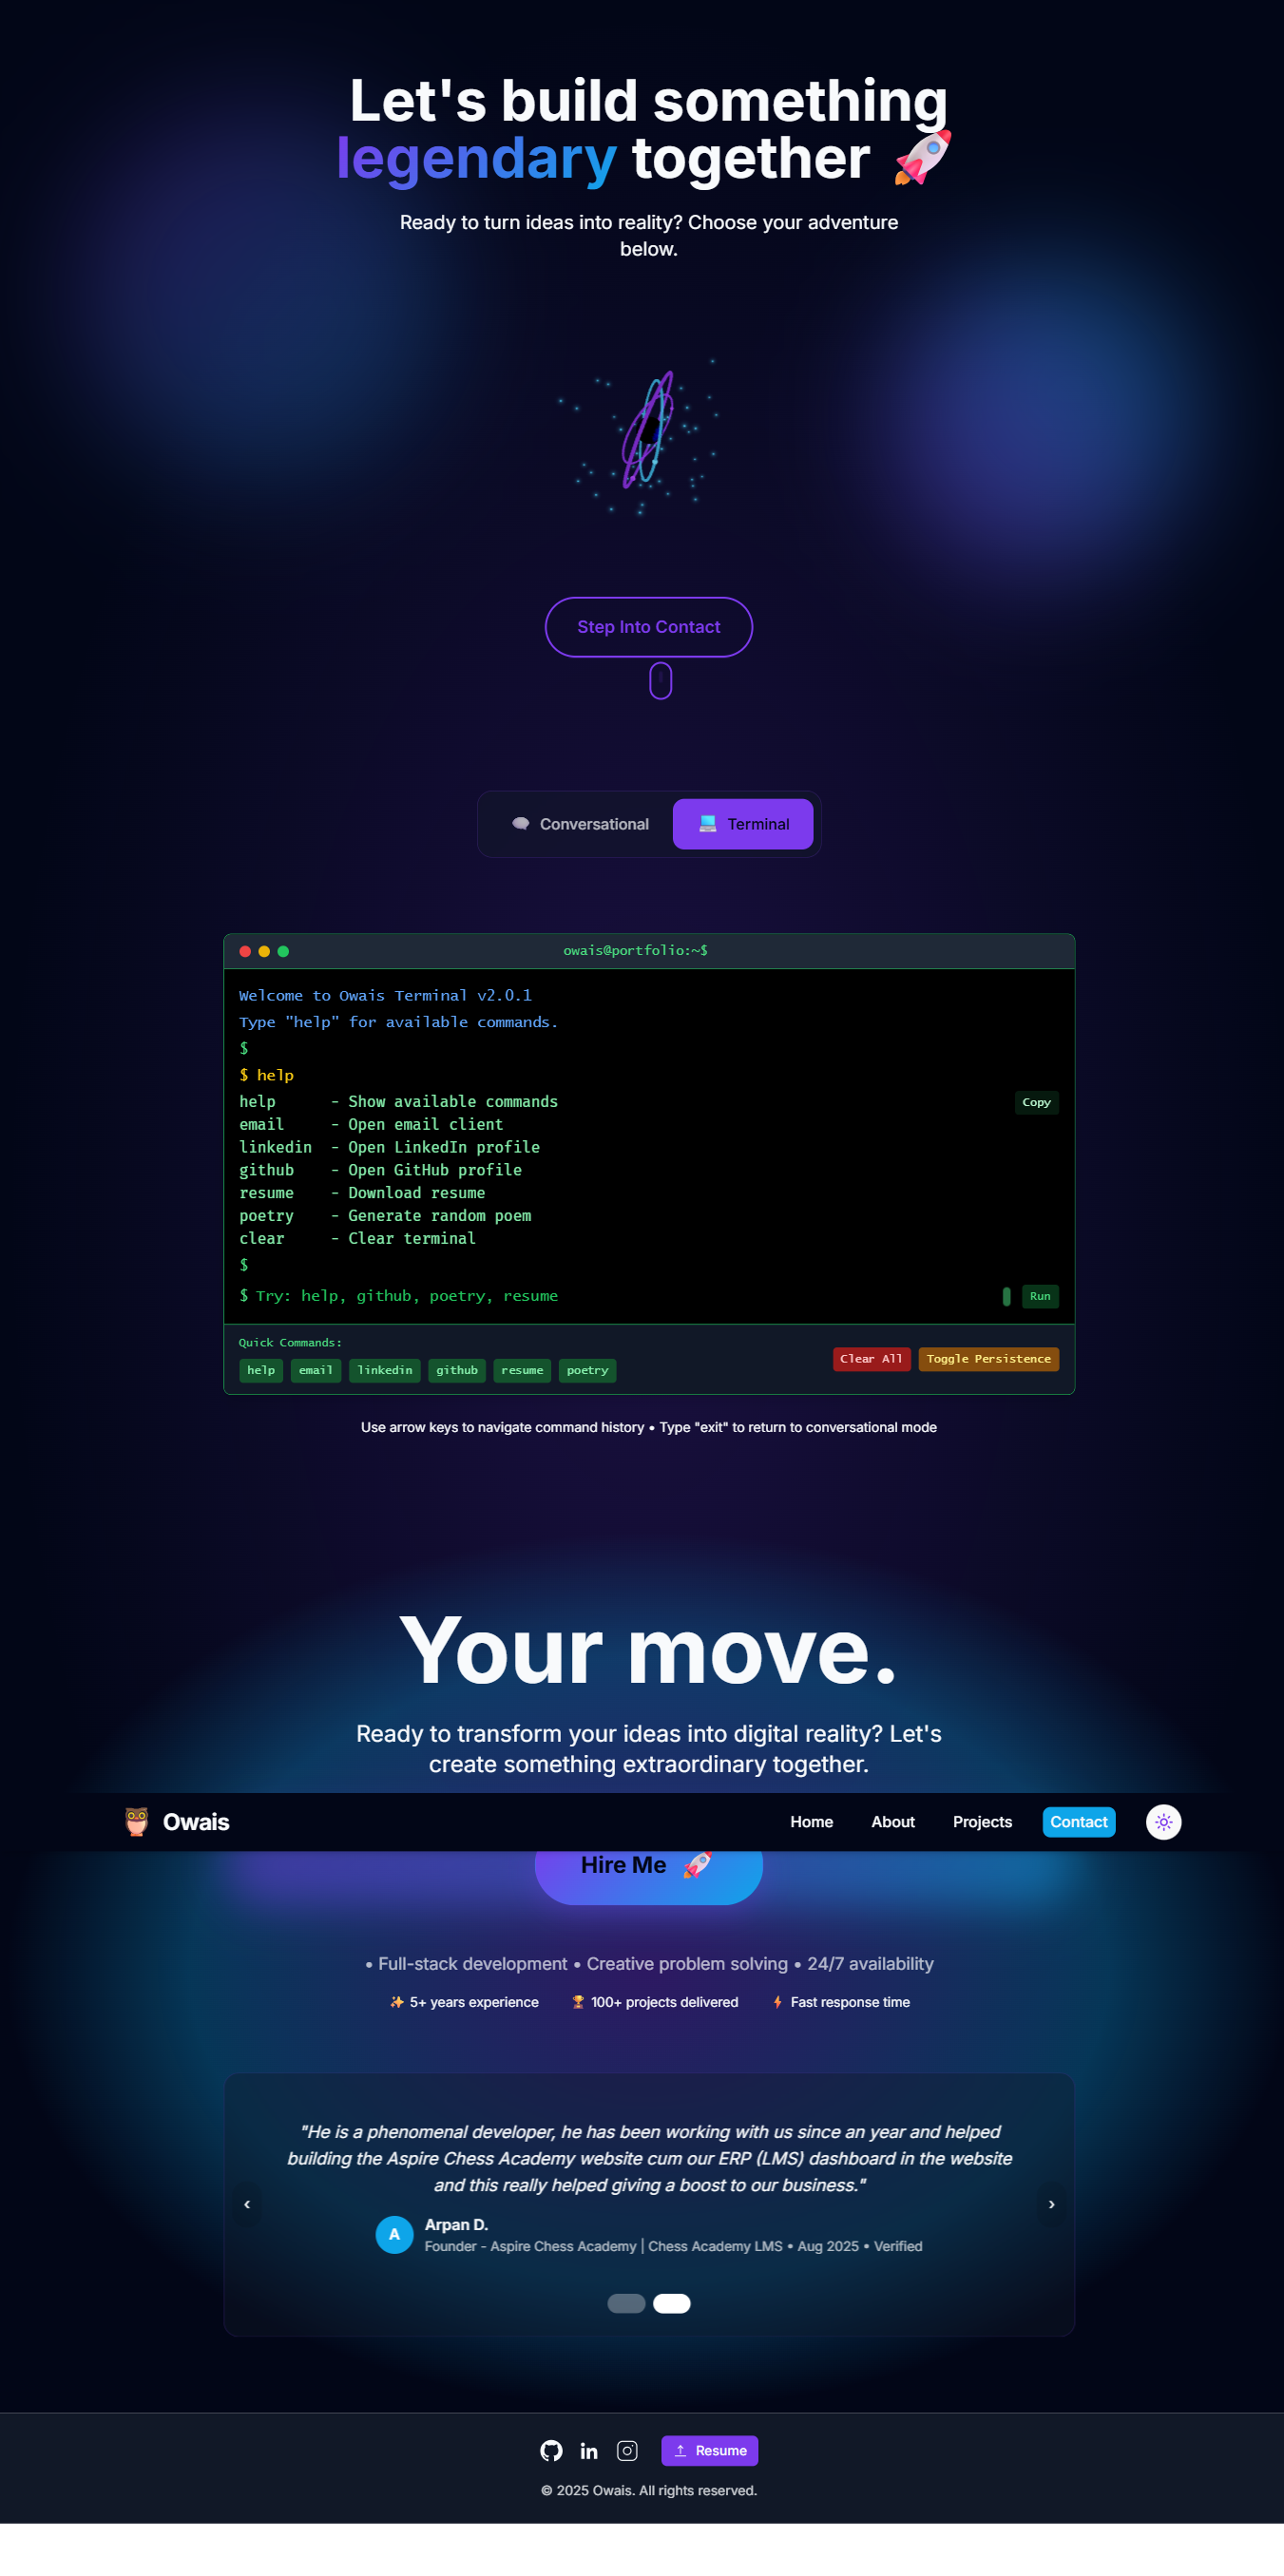 Let's build something
legendary together 🚀
Ready to turn ideas into reality? Choose your adventure
below.
Step Into Contact
🗨️ Conversational
💻 Terminal
owais@portfolio:~$
Welcome to Owais Terminal v2.0.1
Type "help" for available commands.
$
$ help
help      - Show available commands
Copy
email     - Open email client
linkedin  - Open LinkedIn profile
github    - Open GitHub profile
resume    - Download resume
poetry    - Generate random poem
clear     - Clear terminal
$
$ Try: help, github, poetry, resume
Run
Quick Commands:
help email linkedin github resume poetry
Clear All Toggle Persistence
Use arrow keys to navigate command history • Type "exit" to return to conversational mode
Your move.
Ready to transform your ideas into digital reality? Let's
create something extraordinary together.
🦉 Owais
Home About Projects Contact
Hire Me 🚀
• Full-stack development • Creative problem solving • 24/7 availability
✨ 5+ years experience 🏆 100+ projects delivered ⚡ Fast response time
"He is a phenomenal developer, he has been working with us since an year and helped
building the Aspire Chess Academy website cum our ERP (LMS) dashboard in the website
and this really helped giving a boost to our business."
‹
›
A
Arpan D.
Founder - Aspire Chess Academy | Chess Academy LMS • Aug 2025 • Verified
in
Resume
© 2025 Owais. All rights reserved.